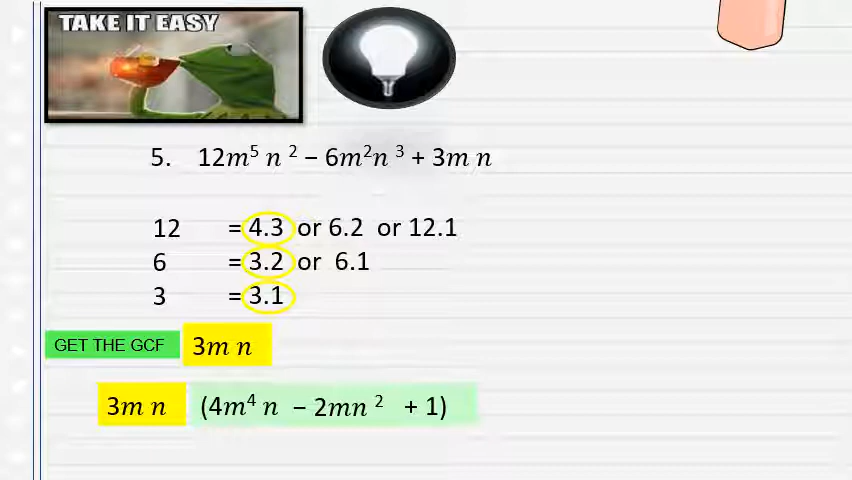 TAKE IT EASY
5. 12m⁵ n ² − 6m²n ³ + 3m n
12 = 4.3 or 6.2 or 12.1
6 = 3.2 or 6.1
3 = 3.1
GET THE GCF 3m n
3m n (4m⁴ n − 2mn ² + 1)